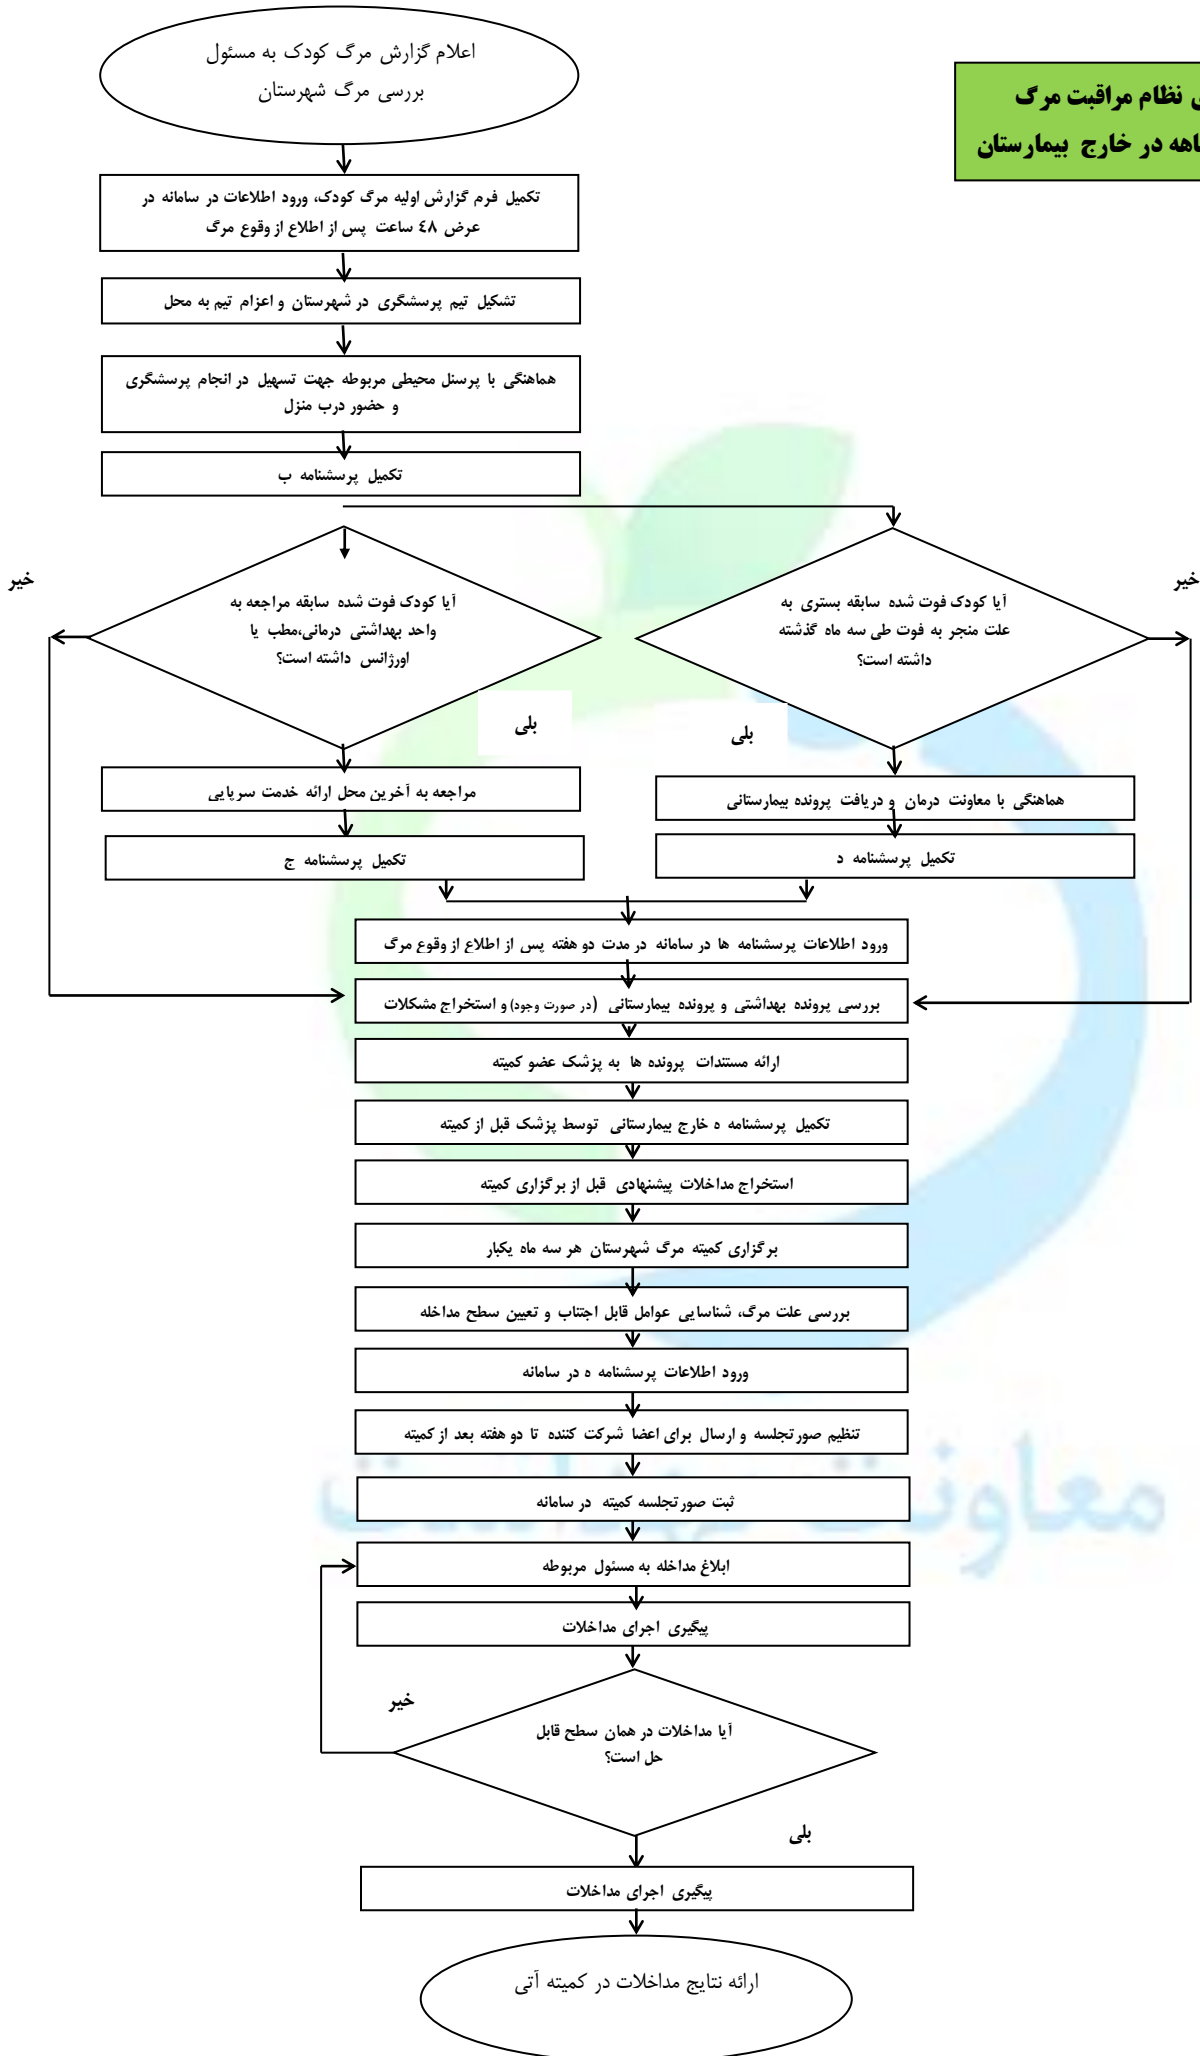 اعلام گزارش مرگ کودک به مسئول
بررسی مرگ شهرستان
نظام مراقبت مرگ
در خارج بیمارستان
تکمیل فرم گزارش اولیه مرگ کودک، ورود اطلاعات در سامانه در
عرض ٤٨ ساعت پس از اطلاع از وقوع مرگ
تشکیل تیم پرسشگری در شهرستان و اعزام تیم به محل
هماهنگی با پرسنل محیطی مربوطه جهت تسهیل در انجام پرسشگری
و حضور درب منزل
تکمیل پرسشنامه ب
خیر
خیر
آیا کودک فوت شده سابقه بستری به
علت منجر به فوت طی سه ماه گذشته
داشته است؟
آیا کودک فوت شده سابقه مراجعه به
واحد بهداشتی درمانی،مطب یا
اورژانس داشته است؟
بلی
بلی
هماهنگی با معاونت درمان و دریافت پرونده بیمارستانی
مراجعه به آخرین محل ارائه خدمت سرپایی
تکمیل پرسشنامه د
تکمیل پرسشنامه ج
ورود اطلاعات پرسشنامه ها در سامانه در مدت دو هفته پس از اطلاع از وقوع مرگ
بررسی پرونده بهداشتی و پرونده بیمارستانی (در صورت وجود) و استخراج مشکلات
ارائه مستندات پرونده ها به پزشک عضو کمیته
تکمیل پرسشنامه ه خارج بیمارستانی توسط پزشک قبل از کمیته
استخراج مداخلات پیشنهادی قبل از برگزاری کمیته
برگزاری کمیته مرگ شهرستان هر سه ماه یکبار
بررسی علت مرگ، شناسایی عوامل قابل اجتناب و تعیین سطح مداخله
ورود اطلاعات پرسشنامه ه در سامانه
تنظیم صورتجلسه و ارسال برای اعضا شرکت کننده تا دو هفته بعد از کمیته
معاونت بهداشت
ثبت صورتجلسه کمیته در سامانه
ابلاغ مداخله به مسئول مربوطه
پیگیری اجرای مداخلات
خیر
آیا مداخلات در همان سطح قابل
حل است؟
بلی
پیگیری اجرای مداخلات
ارائه نتایج مداخلات در کمیته آتی